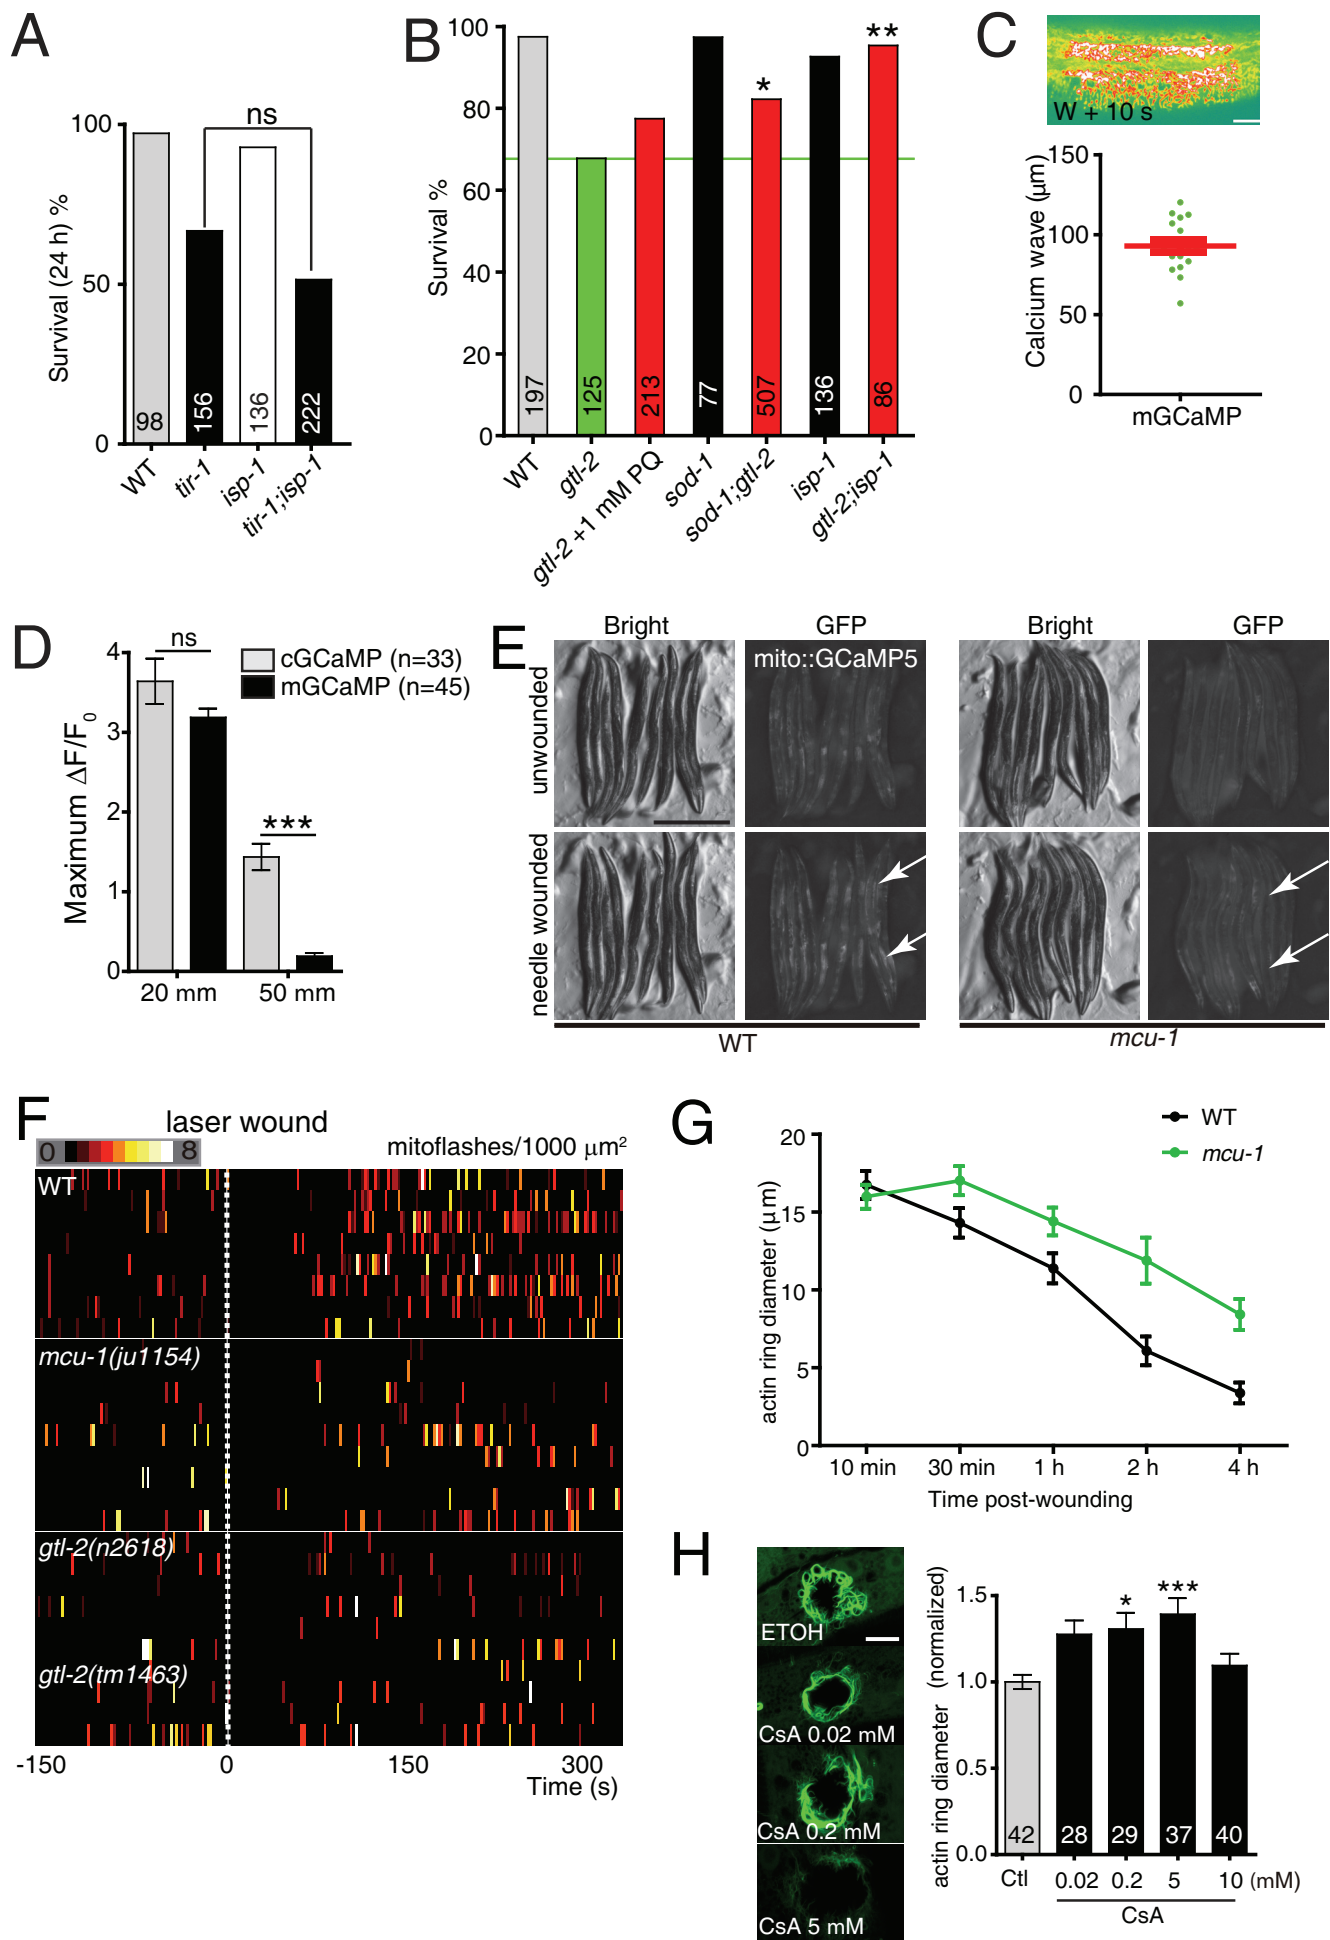 A
Survival (24 h) %
100
50
0
ns
98
156
136
222
WT
tir-1
isp-1
tir-1;isp-1
B
Survival %
100
80
60
40
20
0
*
**
197
125
213
77
507
136
86
WT
gtl-2
gtl-2 +1 mM PQ
sod-1
sod-1;gtl-2
isp-1
gtl-2;isp-1
C
W + 10 s
Calcium wave (µm)
150
100
50
0
mGCaMP
D
Maximum ΔF/F0
4
3
2
1
0
ns
***
cGCaMP (n=33)
mGCaMP (n=45)
20 mm
50 mm
E
Bright
GFP
Bright
GFP
mito::GCaMP5
unwounded
needle wounded
WT
mcu-1
F
laser wound
0
8
mitoflashes/1000 µm²
WT
mcu-1(ju1154)
gtl-2(n2618)
gtl-2(tm1463)
-150
0
150
300
Time (s)
G
WT
mcu-1
actin ring diameter (µm)
20
15
10
5
0
10 min
30 min
1 h
2 h
4 h
Time post-wounding
H
ETOH
CsA 0.02 mM
CsA 0.2 mM
CsA 5 mM
actin ring diameter (normalized)
1.5
1.0
0.5
0.0
*
***
42
28
29
37
40
Ctl
0.02
0.2
5
10 (mM)
CsA